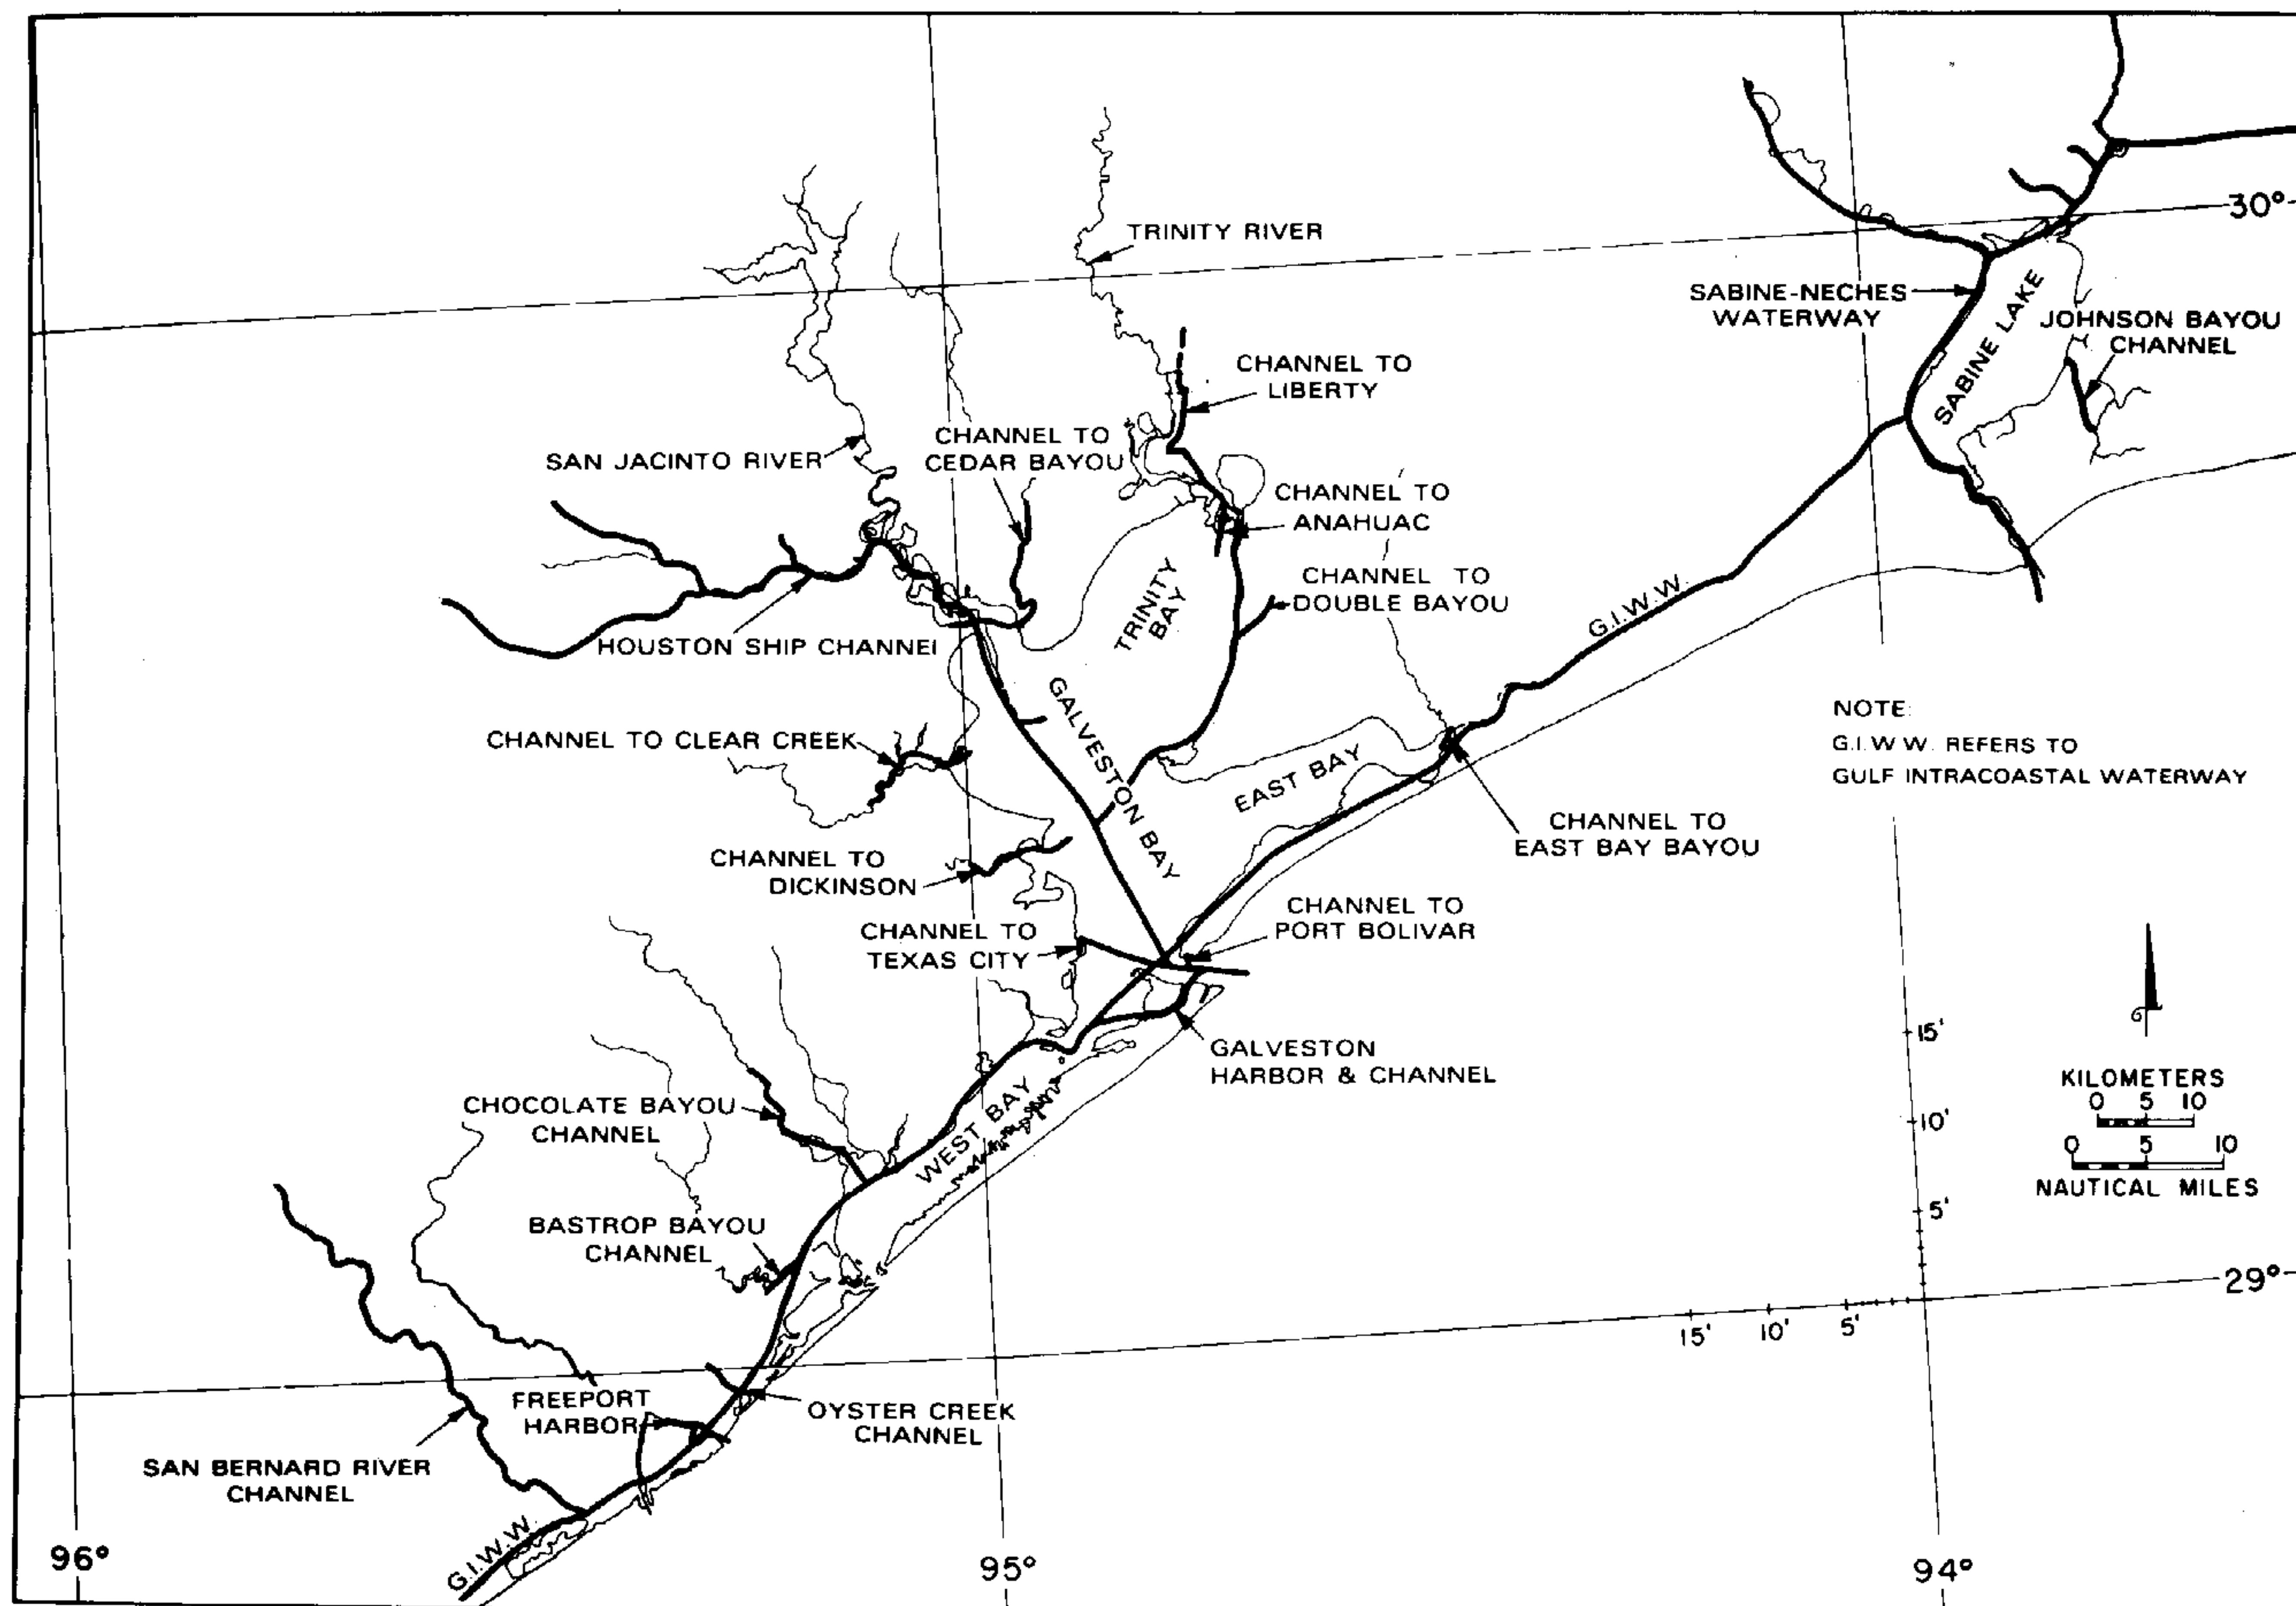 30°
TRINITY RIVER
SABINE-NECHES
WATERWAY
SABINE LAKE
JOHNSON BAYOU
CHANNEL
CHANNEL TO
LIBERTY
CHANNEL TO
CEDAR BAYOU
SAN JACINTO RIVER
CHANNEL TO
ANAHUAC
TRINITY
BAY
CHANNEL TO
DOUBLE BAYOU
G.I.W.W.
HOUSTON SHIP CHANNEl
GALVESTON BAY
CHANNEL TO CLEAR CREEK
EAST BAY
NOTE:
G.I.W W. REFERS TO
GULF INTRACOASTAL WATERWAY
CHANNEL TO
EAST BAY BAYOU
CHANNEL TO
DICKINSON
CHANNEL TO
PORT BOLIVAR
CHANNEL TO
TEXAS CITY
GALVESTON
HARBOR & CHANNEL
15'
10'
5'
KILOMETERS
0 5 10
0 5 10
NAUTICAL MILES
CHOCOLATE BAYOU
CHANNEL
WEST BAY
BASTROP BAYOU
CHANNEL
29°
15' 10' 5'
FREEPORT
HARBOR
OYSTER CREEK
CHANNEL
SAN BERNARD RIVER
CHANNEL
G.I.W.W.
96°
95°
94°